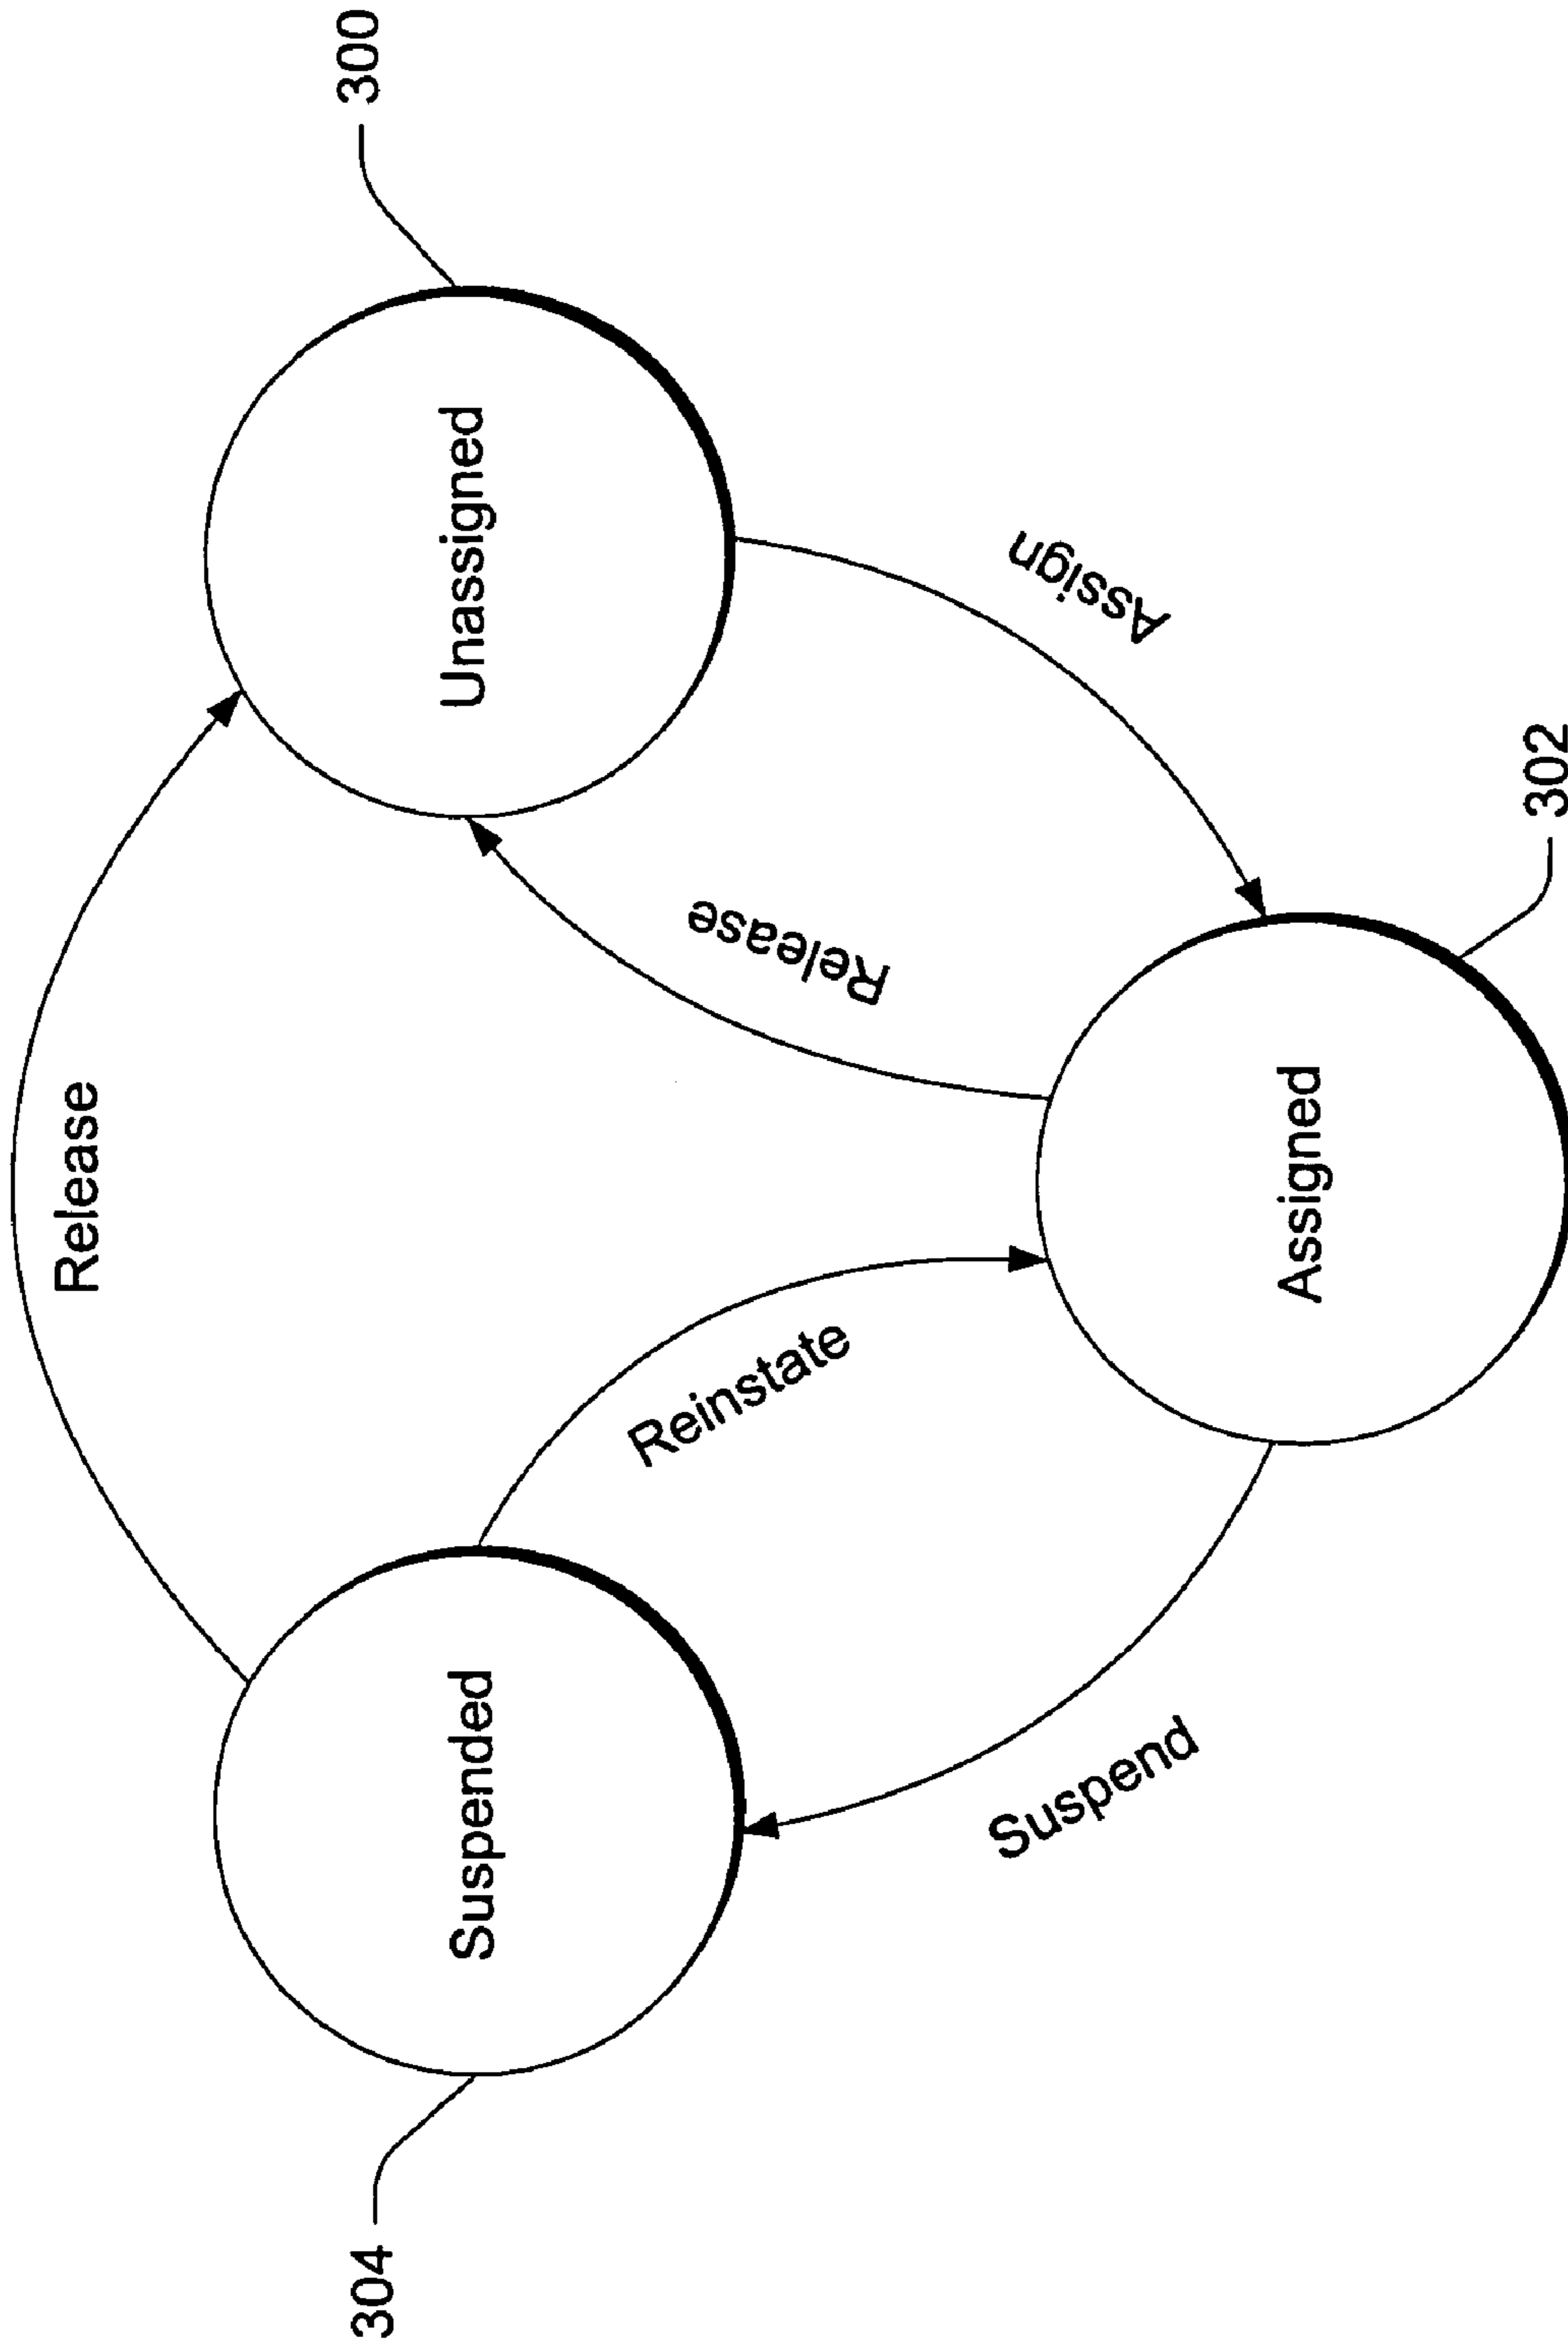 Release
304
Suspended
Unassigned
300
Reinstate
Release
Suspend
Assign
Assigned
302